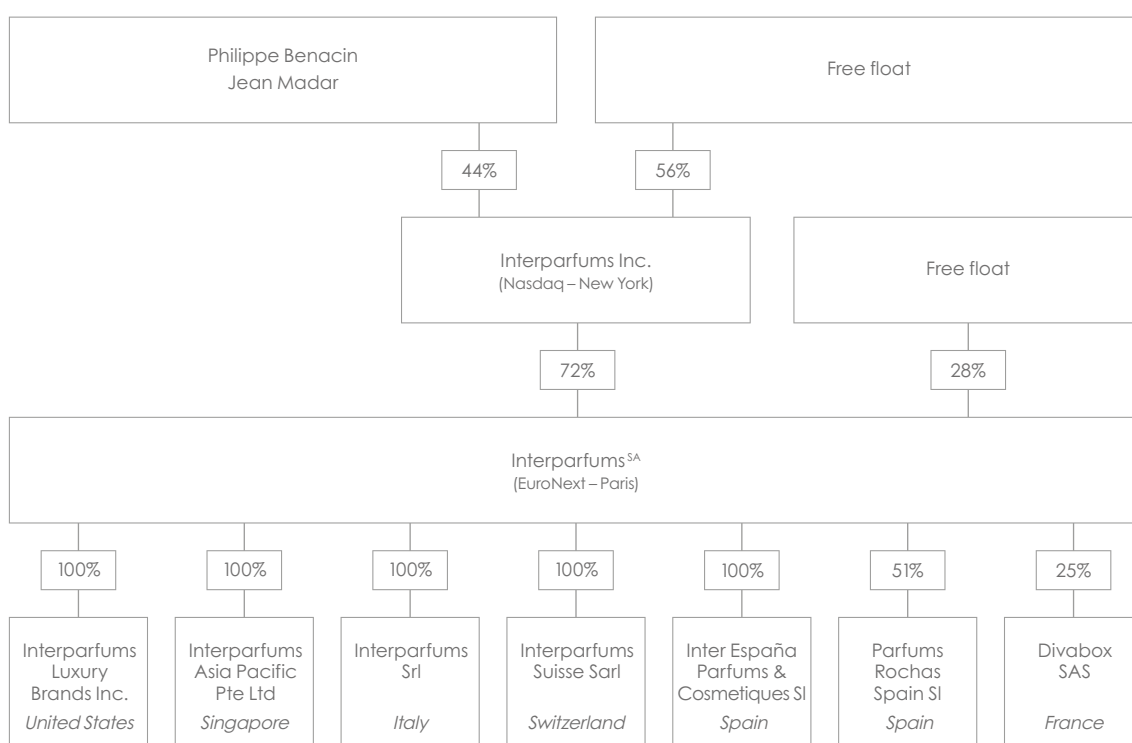 Philippe Benacin
Jean Madar
Free float
44%
56%
Interparfums Inc.
(Nasdaq – New York)
Free float
72%
28%
Interparfums SA
(EuroNext – Paris)
100%
100%
100%
100%
100%
51%
25%
Interparfums
Luxury
Brands Inc.
United States
Interparfums
Asia Pacific
Pte Ltd
Singapore
Interparfums
Srl
Italy
Interparfums
Suisse Sarl
Switzerland
Inter España
Parfums &
Cosmetiques Sl
Spain
Parfums
Rochas
Spain Sl
Spain
Divabox
SAS
France